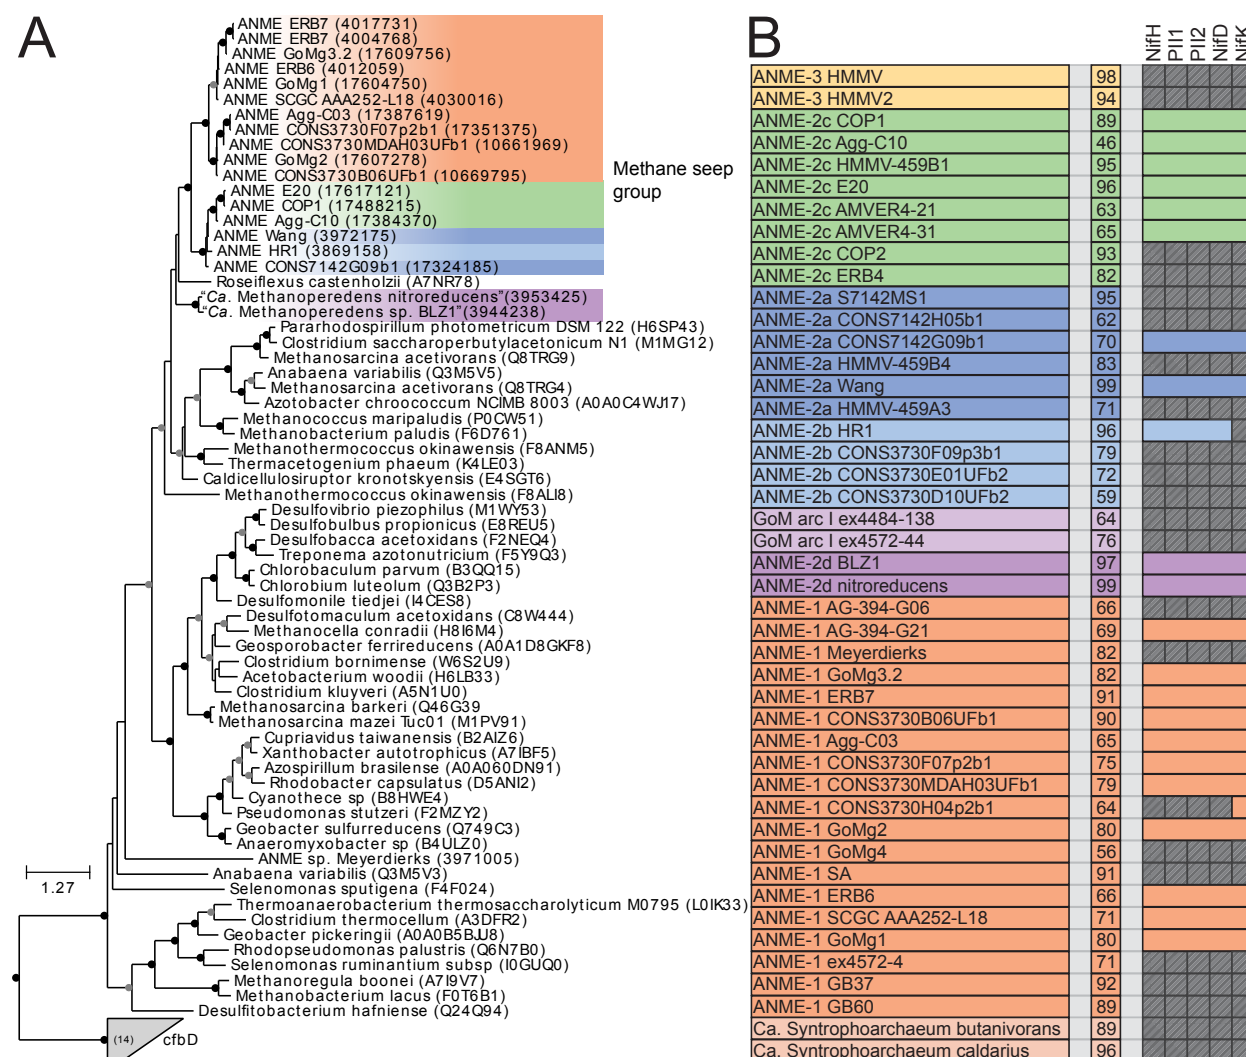 A
ANME ERB7 (4017731)
ANME ERB7 (4004768)
ANME GoMg3.2 (17609756)
ANME ERB6 (4012059)
ANME GoMg1 (17604750)
ANME SCGC AAA252-L18 (4030016)
ANME Agg-C03 (17387619)
ANME CONS3730F07p2b1 (17351375)
ANME CONS3730MDAH03UFb1 (10661969)
ANME GoMg2 (17607278)
ANME CONS3730B06UFb1 (10669795)
ANME E20 (17617121)
ANME COP1 (17488215)
ANME Agg-C10 (17384370)
ANME Wang (3972175)
ANME HR1 (3869158)
ANME CONS7142G09b1 (17324185)
Methane seep
group
Roseiflexus castenholzii (A7NR78)
“Ca. Methanoperedens nitroreducens”(3953425)
“Ca. Methanoperedens sp. BLZ1”(3944238)
Pararhodospirillum photometricum DSM 122 (H6SP43)
Clostridium saccharoperbutylacetonicum N1 (M1MG12)
Methanosarcina acetivorans (Q8TRG9)
Anabaena variabilis (Q3M5V5)
Methanosarcina acetivorans (Q8TRG4)
Azotobacter chroococcum NCIMB 8003 (A0A0C4WJ17)
Methanococcus maripaludis (P0CW51)
Methanobacterium paludis (F6D761)
Methanothermococcus okinawensis (F8ANM5)
Thermacetogenium phaeum (K4LE03)
Caldicellulosiruptor kronotskyensis (E4SGT6)
Methanothermococcus okinawensis (F8ALI8)
Desulfovibrio piezophilus (M1WY53)
Desulfobulbus propionicus (E8REU5)
Desulfobacca acetoxidans (F2NEQ4)
Treponema azotonutricium (F5Y9Q3)
Chlorobaculum parvum (B3QQ15)
Chlorobium luteolum (Q3B2P3)
Desulfomonile tiedjei (I4CES8)
Desulfotomaculum acetoxidans (C8W444)
Methanocella conradii (H8I6M4)
Geosporobacter ferrireducens (A0A1D8GKF8)
Clostridium bornimense (W6S2U9)
Acetobacterium woodii (H6LB33)
Clostridium kluyveri (A5N1U0)
Methanosarcina barkeri (Q46G39
Methanosarcina mazei Tuc01 (M1PV91)
Cupriavidus taiwanensis (B2AIZ6)
Xanthobacter autotrophicus (A7IBF5)
Azospirillum brasilense (A0A060DN91)
Rhodobacter capsulatus (D5ANI2)
Cyanothece sp (B8HWE4)
Pseudomonas stutzeri (F2MZY2)
Geobacter sulfurreducens (Q749C3)
Anaeromyxobacter sp (B4ULZ0)
ANME sp. Meyerdierks (3971005)
Anabaena variabilis (Q3M5V3)
Selenomonas sputigena (F4F024)
Thermoanaerobacterium thermosaccharolyticum M0795 (L0IK33)
Clostridium thermocellum (A3DFR2)
Geobacter pickeringii (A0A0B5BJU8)
Rhodopseudomonas palustris (Q6N7B0)
Selenomonas ruminantium subsp (I0GUQ0)
Methanoregula boonei (A7I9V7)
Methanobacterium lacus (F0T6B1)
Desulfitobacterium hafniense (Q24Q94)
(14) cfbD
1.27
B
NifH PII1 PII2 NifD NifK
ANME-3 HMMV 98
ANME-3 HMMV2 94
ANME-2c COP1 89
ANME-2c Agg-C10 46
ANME-2c HMMV-459B1 95
ANME-2c E20 96
ANME-2c AMVER4-21 63
ANME-2c AMVER4-31 65
ANME-2c COP2 93
ANME-2c ERB4 82
ANME-2a S7142MS1 95
ANME-2a CONS7142H05b1 62
ANME-2a CONS7142G09b1 70
ANME-2a HMMV-459B4 83
ANME-2a Wang 99
ANME-2a HMMV-459A3 71
ANME-2b HR1 96
ANME-2b CONS3730F09p3b1 79
ANME-2b CONS3730E01UFb2 72
ANME-2b CONS3730D10UFb2 59
GoM arc I ex4484-138 64
GoM arc I ex4572-44 76
ANME-2d BLZ1 97
ANME-2d nitroreducens 99
ANME-1 AG-394-G06 66
ANME-1 AG-394-G21 69
ANME-1 Meyerdierks 82
ANME-1 GoMg3.2 82
ANME-1 ERB7 91
ANME-1 CONS3730B06UFb1 90
ANME-1 Agg-C03 65
ANME-1 CONS3730F07p2b1 75
ANME-1 CONS3730MDAH03UFb1 79
ANME-1 CONS3730H04p2b1 64
ANME-1 GoMg2 80
ANME-1 GoMg4 56
ANME-1 SA 91
ANME-1 ERB6 66
ANME-1 SCGC AAA252-L18 71
ANME-1 GoMg1 80
ANME-1 ex4572-4 71
ANME-1 GB37 92
ANME-1 GB60 89
Ca. Syntrophoarchaeum butanivorans 89
Ca. Syntrophoarchaeum caldarius 96